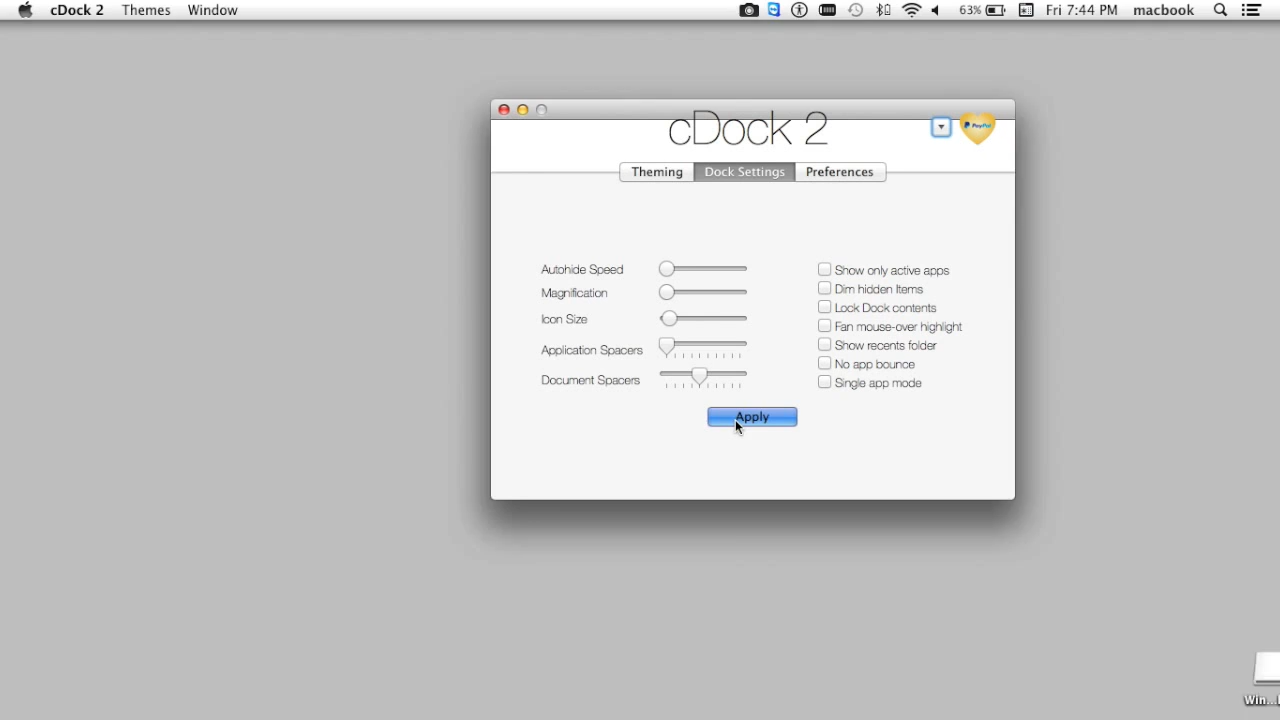 cDock 2 Themes Window 63% Fri 7:44 PM macbook
cDock 2
PayPal
Theming Dock Settings Preferences
Autohide Speed
Magnification
Icon Size
Application Spacers
Document Spacers
Show only active apps
Dim hidden Items
Lock Dock contents
Fan mouse-over highlight
Show recents folder
No app bounce
Single app mode
Apply
Win...